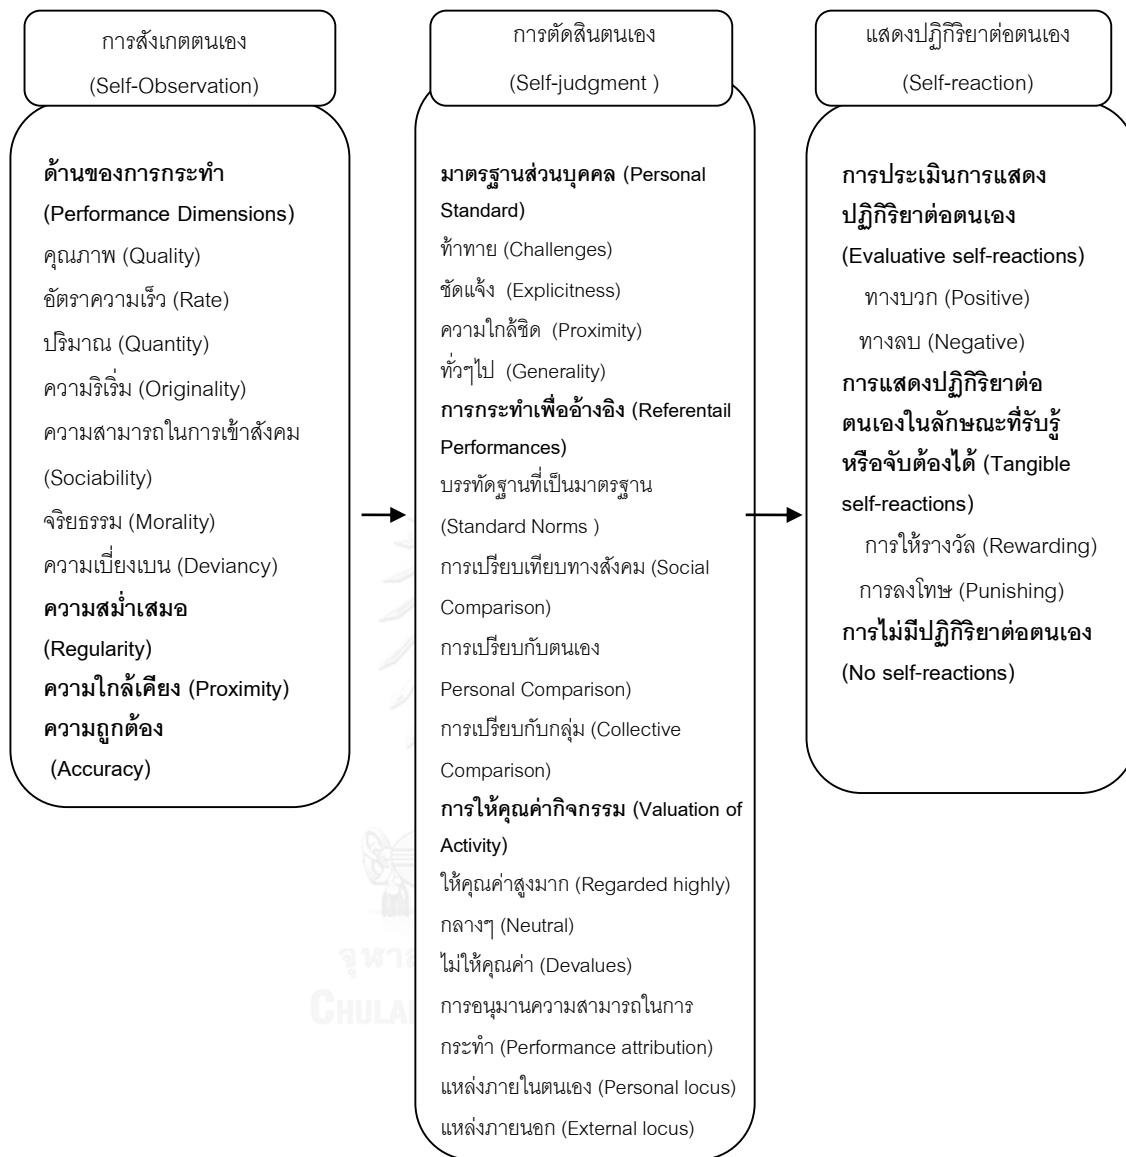 การสังเกตตนเอง
(Self-Observation)
ด้านของการกระทำ
(Performance Dimensions)
คุณภาพ (Quality)
อัตราความเร็ว (Rate)
ปริมาณ (Quantity)
ความริเริ่ม (Originality)
ความสามารถในการเข้าสังคม
(Sociability)
จริยธรรม (Morality)
ความเบี่ยงเบน (Deviancy)
ความสม่ำเสมอ
(Regularity)
ความใกล้เคียง (Proximity)
ความถูกต้อง
(Accuracy)
การตัดสินตนเอง
(Self-judgment )
มาตรฐานส่วนบุคคล (Personal
Standard)
ท้าทาย (Challenges)
ชัดแจ้ง (Explicitness)
ความใกล้ชิด (Proximity)
ทั่วๆไป (Generality)
การกระทำเพื่ออ้างอิง (Referentail
Performances)
บรรทัดฐานที่เป็นมาตรฐาน
(Standard Norms )
การเปรียบเทียบทางสังคม (Social
Comparison)
การเปรียบกับตนเอง
Personal Comparison)
การเปรียบกับกลุ่ม (Collective
Comparison)
การให้คุณค่ากิจกรรม (Valuation of
Activity)
ให้คุณค่าสูงมาก (Regarded highly)
กลางๆ (Neutral)
ไม่ให้คุณค่า (Devalues)
การอนุมานความสามารถในการ
กระทำ (Performance attribution)
แหล่งภายในตนเอง (Personal locus)
แหล่งภายนอก (External locus)
แสดงปฏิกิริยาต่อตนเอง
(Self-reaction)
การประเมินการแสดง
ปฏิกิริยาต่อตนเอง
(Evaluative self-reactions)
ทางบวก (Positive)
ทางลบ (Negative)
การแสดงปฏิกิริยาต่อ
ตนเองในลักษณะที่รับรู้
หรือจับต้องได้ (Tangible
self-reactions)
การให้รางวัล (Rewarding)
การลงโทษ (Punishing)
การไม่มีปฏิกิริยาต่อตนเอง
(No self-reactions)